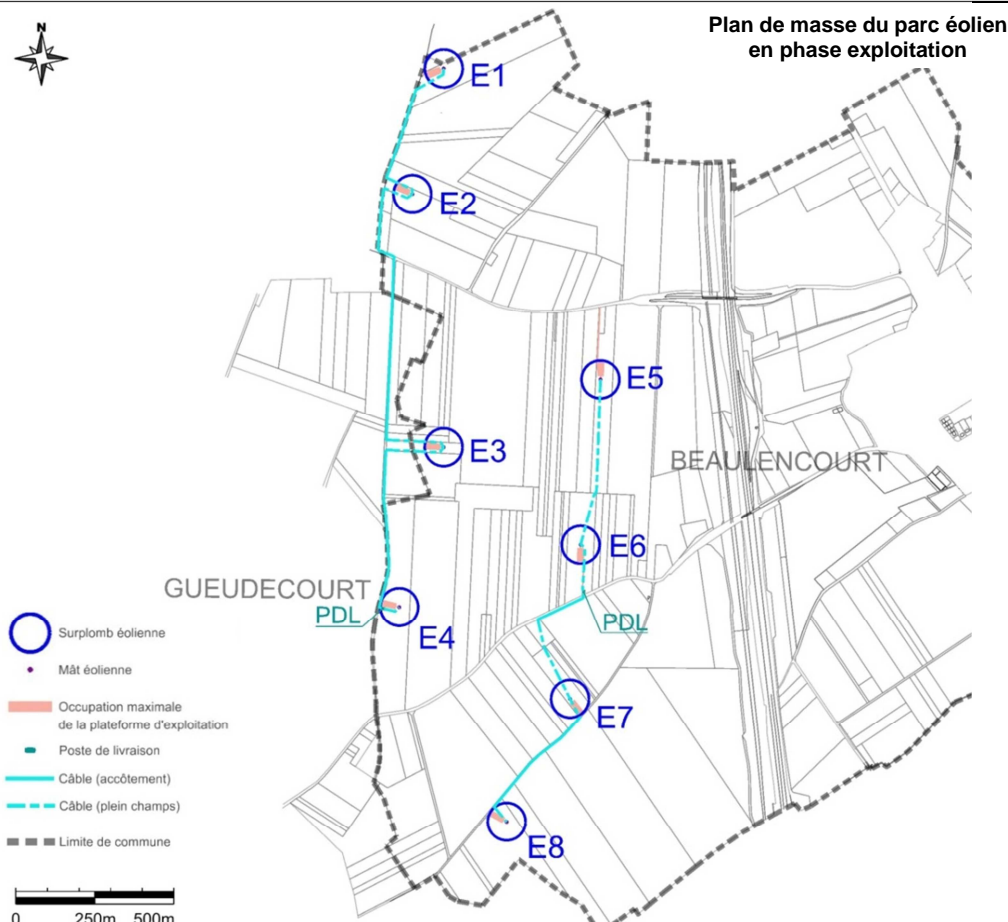 Plan de masse du parc éolien
en phase exploitation
N
E1
E2
E5
E3
BEAULENCOURT
E6
GUEUDECOURT
PDL
E4
PDL
E7
E8
Surplomb éolienne
Mât éolienne
Occupation maximale
de la plateforme d'exploitation
Poste de livraison
Câble (accôtement)
Câble (plein champs)
Limite de commune
0 250m 500m